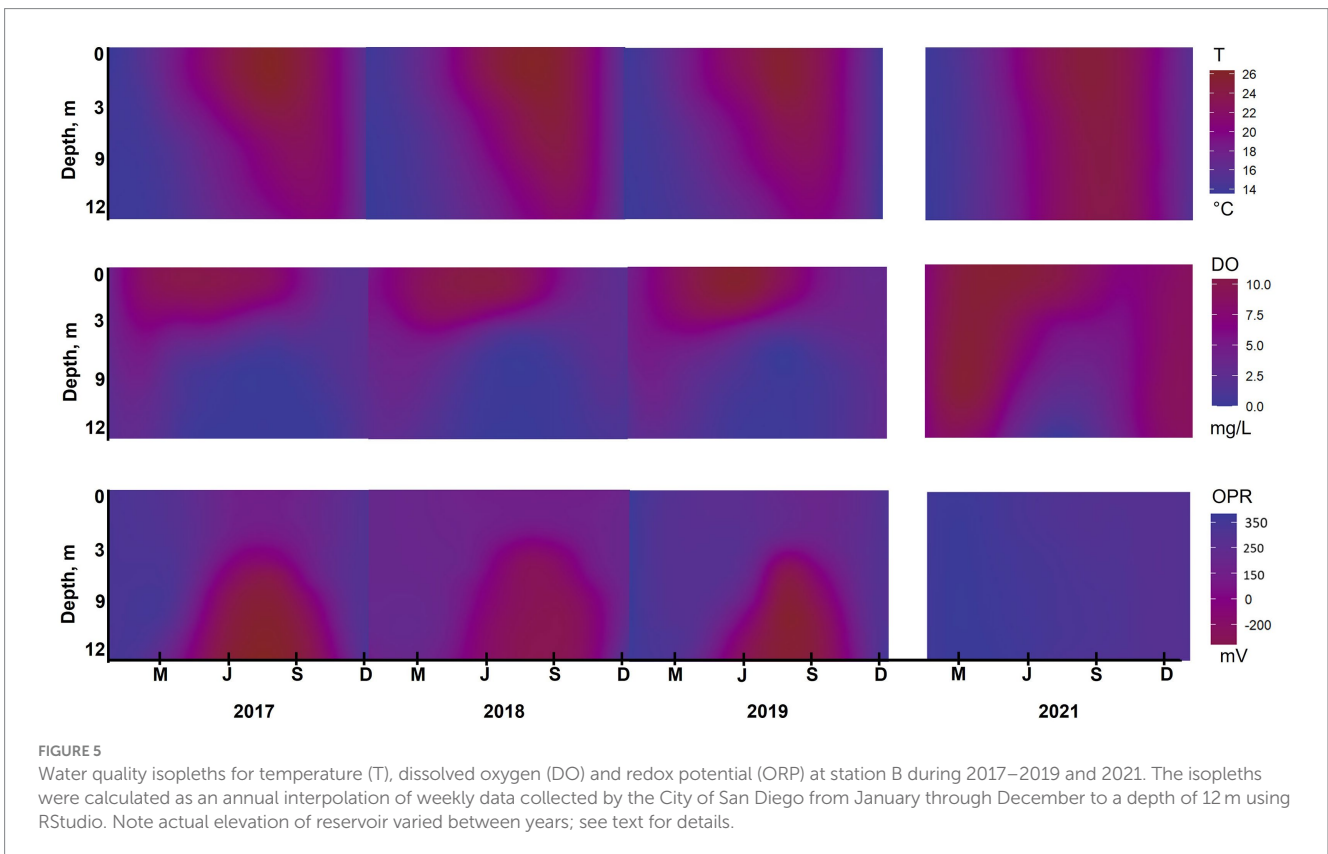 T
0
3
9
12
Depth, m
26
24
22
20
18
16
14
°C
DO
0
3
9
12
Depth, m
10.0
7.5
5.0
2.5
0.0
mg/L
OPR
0
3
9
12
Depth, m
350
250
150
0
-200
mV
M J S D M J S D M J S D M J S D
2017 2018 2019 2021
FIGURE 5
Water quality isopleths for temperature (T), dissolved oxygen (DO) and redox potential (ORP) at station B during 2017–2019 and 2021. The isopleths
were calculated as an annual interpolation of weekly data collected by the City of San Diego from January through December to a depth of 12 m using
RStudio. Note actual elevation of reservoir varied between years; see text for details.